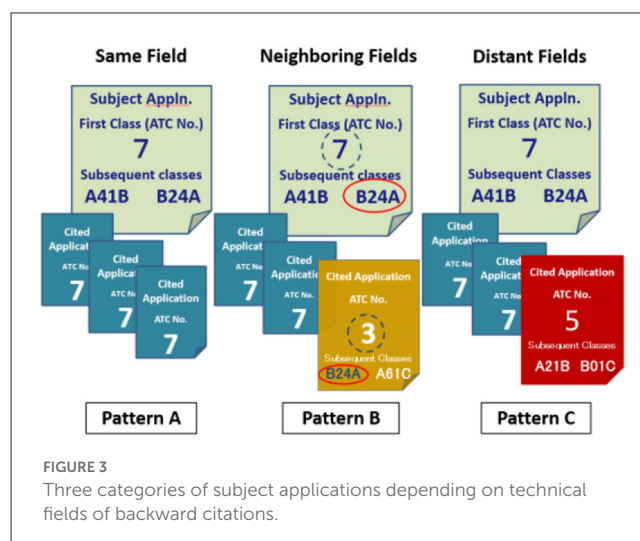 Same Field
Subject Appln.
First Class (ATC No.)
7
Subsequent Classes
A41B B24A
Cited
Application
ATC No.
7
Cited
Application
ATC No.
7
Cited
Application
ATC No.
7
Pattern A
Neighboring Fields
Subject Appln.
First Class (ATC No.)
7
Subsequent classes
A41B B24A
Cited
Application
ATC No.
7
Cited
Application
ATC No.
7
Cited Application
ATC No.
3
Subsequent Classes
B24A A61C
Pattern B
Distant Fields
Subject Appln.
First Class (ATC No.)
7
Subsequent Classes
A41B B24A
Cited
Application
ATC No.
7
Cited
Application
ATC No.
7
Cited Application
ATC No.
5
Subsequent Classes
A21B B01C
Pattern C
FIGURE 3
Three categories of subject applications depending on technical
fields of backward citations.